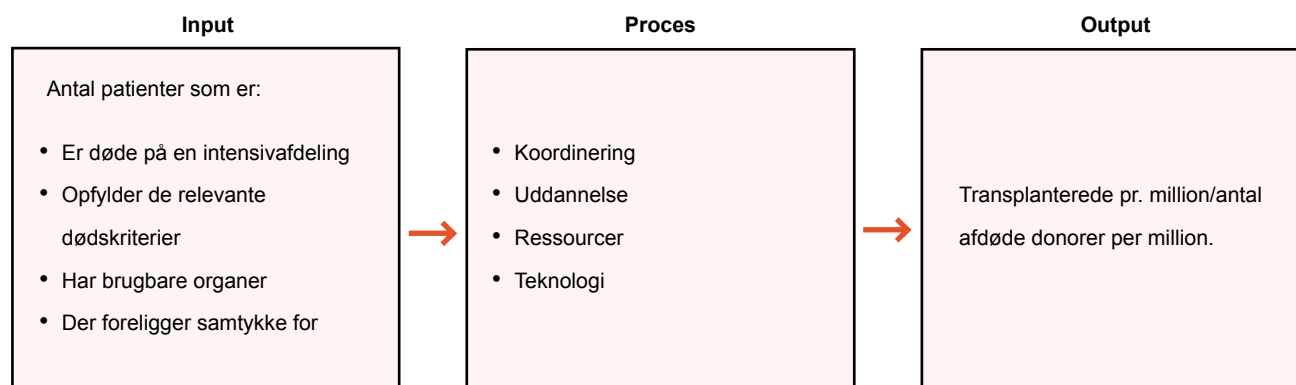 Input
Antal patienter som er:
• Er døde på en intensivafdeling
• Opfylder de relevante
dødskriterier
• Har brugbare organer
• Der foreligger samtykke for
Proces
• Koordinering
• Uddannelse
• Ressourcer
• Teknologi
Output
Transplanterede pr. million/antal
afdøde donorer per million.